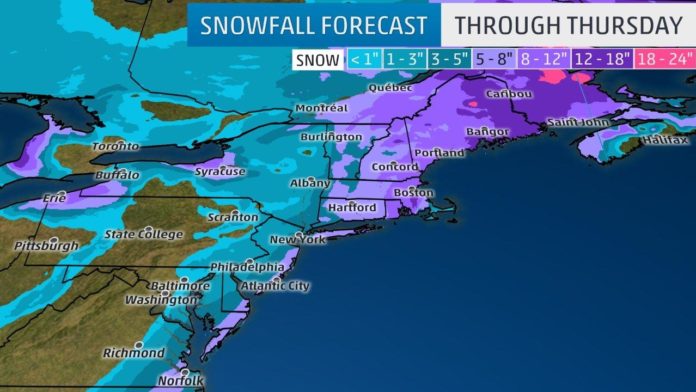 SNOWFALL FORECAST THROUGH THURSDAY
SNOW < 1" 1 - 3" 3 - 5" 5 - 8" 8 - 12" 12 - 18" 18 - 24"
Québec
Caribou
Montréal
Saint John
Burlington
Bangor
Halifax
Toronto
Portland
Buffalo
Syracuse
Concord
Albany
Boston
Erie
Hartford
Scranton
State College
New York
Pittsburgh
Philadelphia
Baltimore
Atlantic City
Washington
Richmond
Norfolk